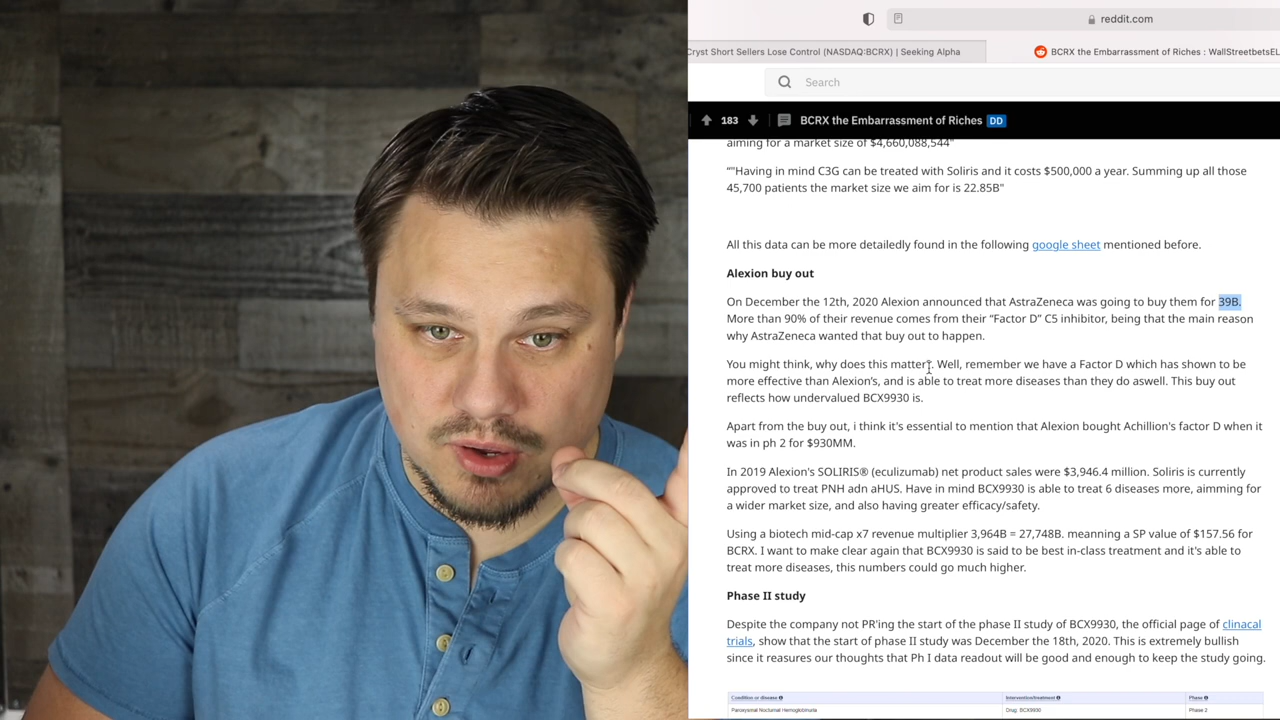 reddit.com
Cryst Short Sellers Lose Control (NASDAQ:BCRX) | Seeking Alpha
BCRX the Embarrassment of Riches : WallStreetbetsEL
Search
183
BCRX the Embarrassment of Riches DD
aiming for a market size of $4,660,088,544"
""Having in mind C3G can be treated with Soliris and it costs $500,000 a year. Summing up all those
45,700 patients the market size we aim for is 22.85B"
All this data can be more detailedly found in the following google sheet mentioned before.
Alexion buy out
On December the 12th, 2020 Alexion announced that AstraZeneca was going to buy them for 39B.
More than 90% of their revenue comes from their "Factor D" C5 inhibitor, being that the main reason
why AstraZeneca wanted that buy out to happen.
You might think, why does this matter?. Well, remember we have a Factor D which has shown to be
more effective than Alexion's, and is able to treat more diseases than they do aswell. This buy out
reflects how undervalued BCX9930 is.
Apart from the buy out, i think it's essential to mention that Alexion bought Achillion's factor D when it
was in ph 2 for $930MM.
In 2019 Alexion's SOLIRIS® (eculizumab) net product sales were $3,946.4 million. Soliris is currently
approved to treat PNH adn aHUS. Have in mind BCX9930 is able to treat 6 diseases more, aimming for
a wider market size, and also having greater efficacy/safety.
Using a biotech mid-cap x7 revenue multiplier 3,964B = 27,748B. meanning a SP value of $157.56 for
BCRX. I want to make clear again that BCX9930 is said to be best in-class treatment and it's able to
treat more diseases, this numbers could go much higher.
Phase II study
Despite the company not PR'ing the start of the phase II study of BCX9930, the official page of clinacal
trials, show that the start of phase II study was December the 18th, 2020. This is extremely bullish
since it reasures our thoughts that Ph I data readout will be good and enough to keep the study going.
Condition or disease Intervention/treatment Phase
Paroxysmal Nocturnal Hemoglobinuria Drug: BCX9930 Phase 2